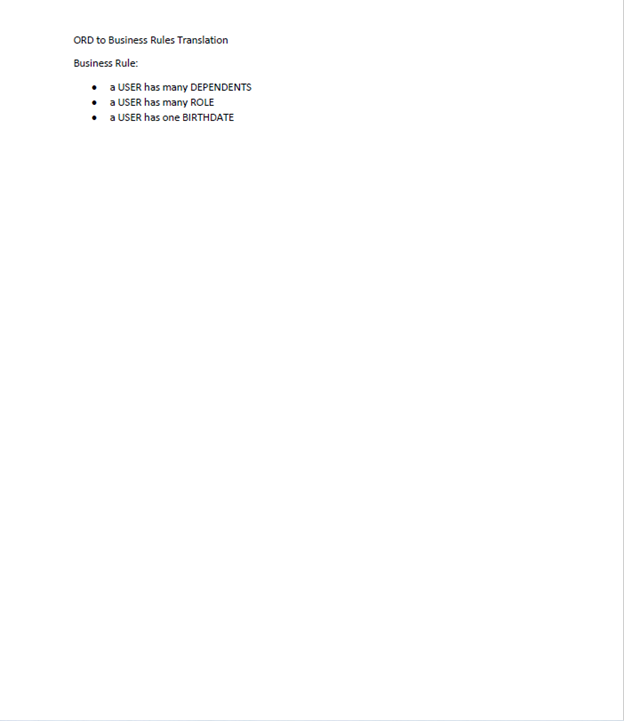 ORD to Business Rules Translation
Business Rule:
• a USER has many DEPENDENTS
• a USER has many ROLE
• a USER has one BIRTHDATE